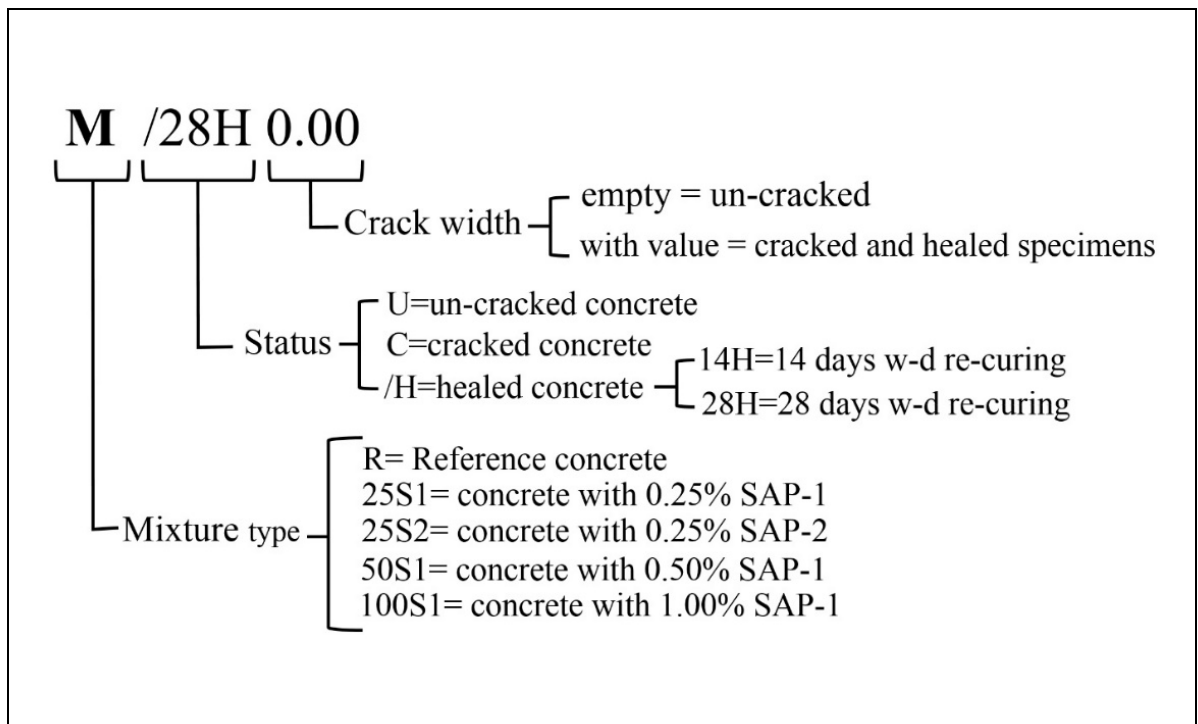 M /28H 0.00
Crack width
empty = un-cracked
with value = cracked and healed specimens
Status
U=un-cracked concrete
C=cracked concrete
/H=healed concrete
14H=14 days w-d re-curing
28H=28 days w-d re-curing
Mixture type
R= Reference concrete
25S1= concrete with 0.25% SAP-1
25S2= concrete with 0.25% SAP-2
50S1= concrete with 0.50% SAP-1
100S1= concrete with 1.00% SAP-1